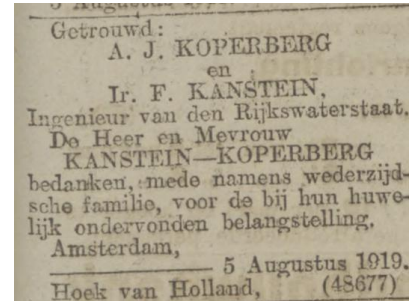 Getrouwd:
A. J. KOPERBERG
en
Ir. F. KANSTEIN,
Ingenieur van den Rijkswaterstaat.
De Heer en Mevrouw
KANSTEIN—KOPERBERG
bedanken, mede namens wederzijd-
sche familie, voor de bij hun huwe-
lijk ondervonden belangstelling.
Amsterdam,
5 Augustus 1919.
Hoek van Holland, (48677)